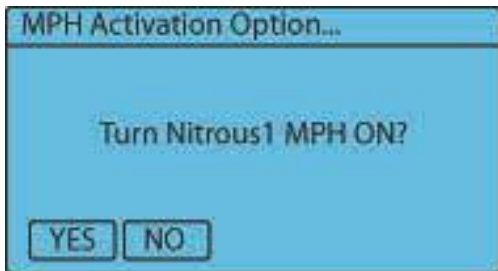 MPH Activation Option...
Turn Nitrous1 MPH ON?
YES NO